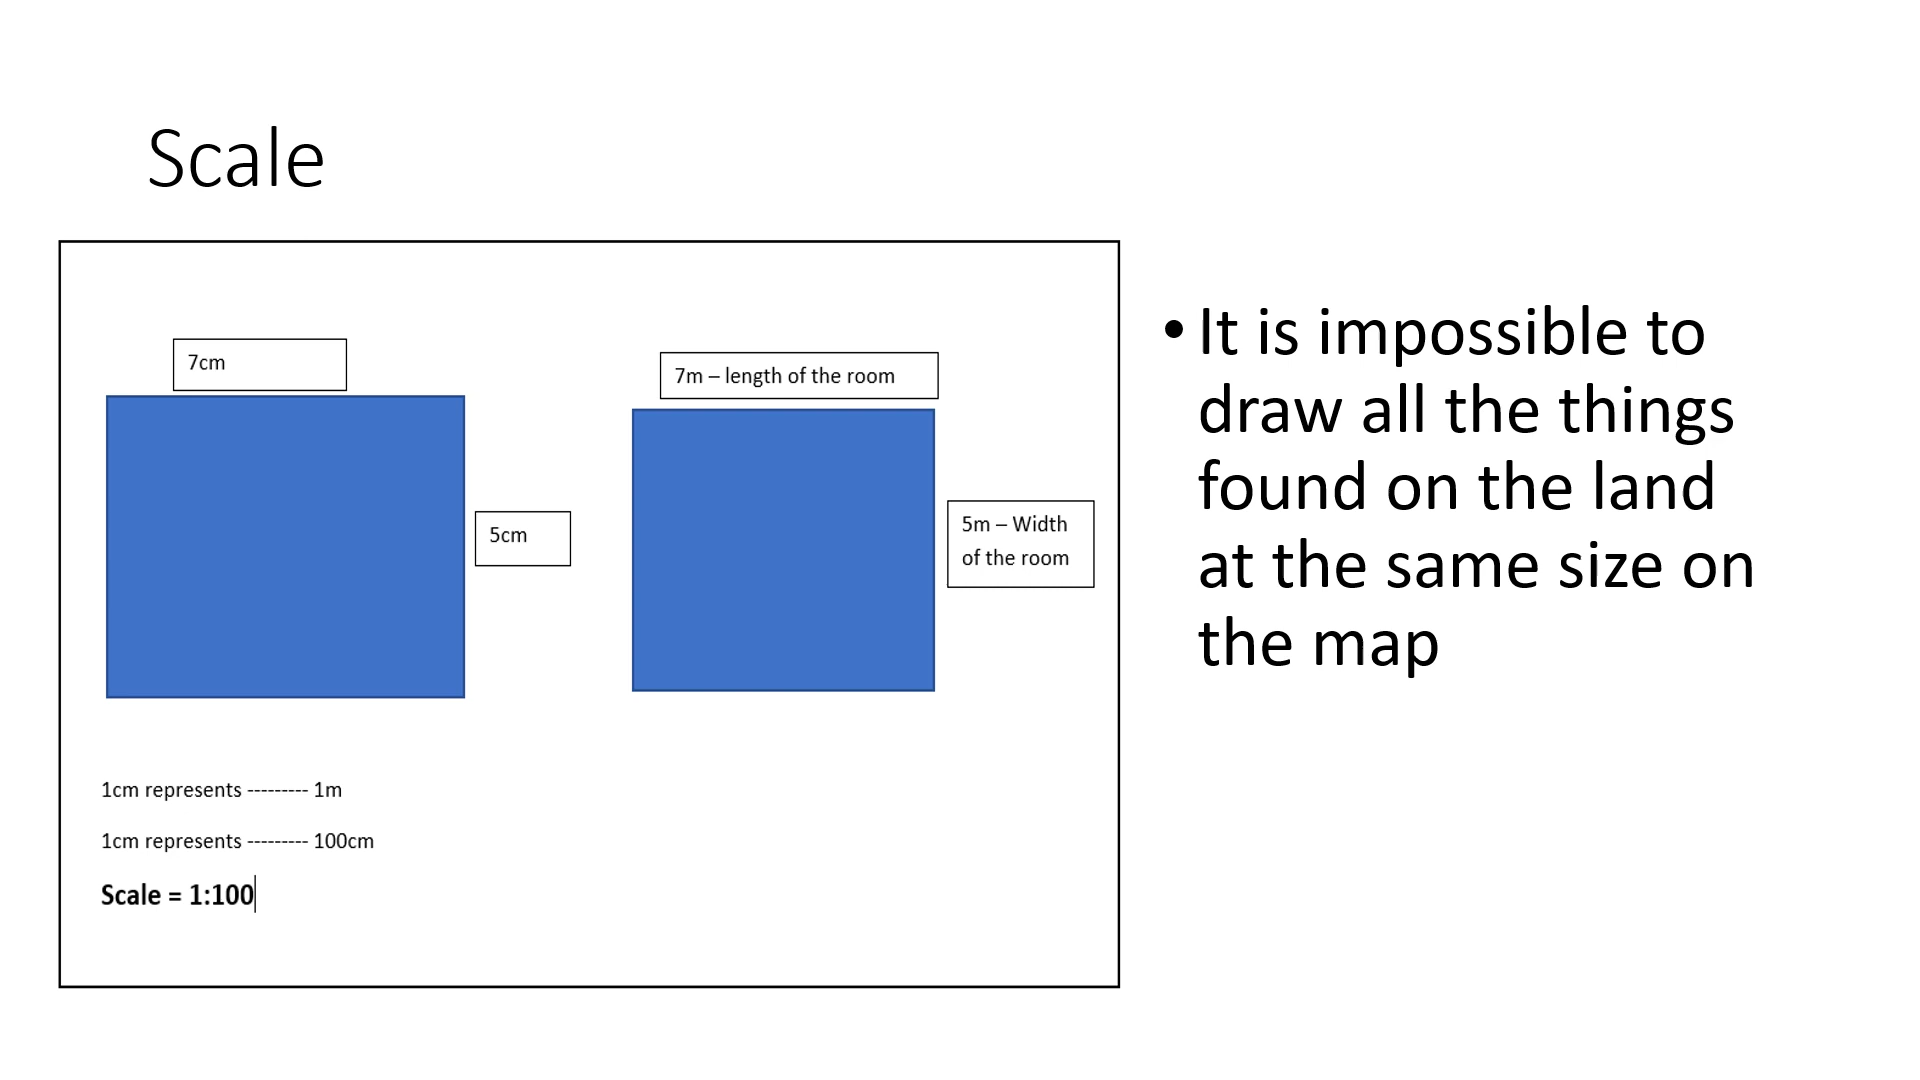 Scale
7cm
5cm
7m – length of the room
5m – Width
of the room
1cm represents --------- 1m
1cm represents --------- 100cm
Scale = 1:100
• It is impossible to
draw all the things
found on the land
at the same size on
the map